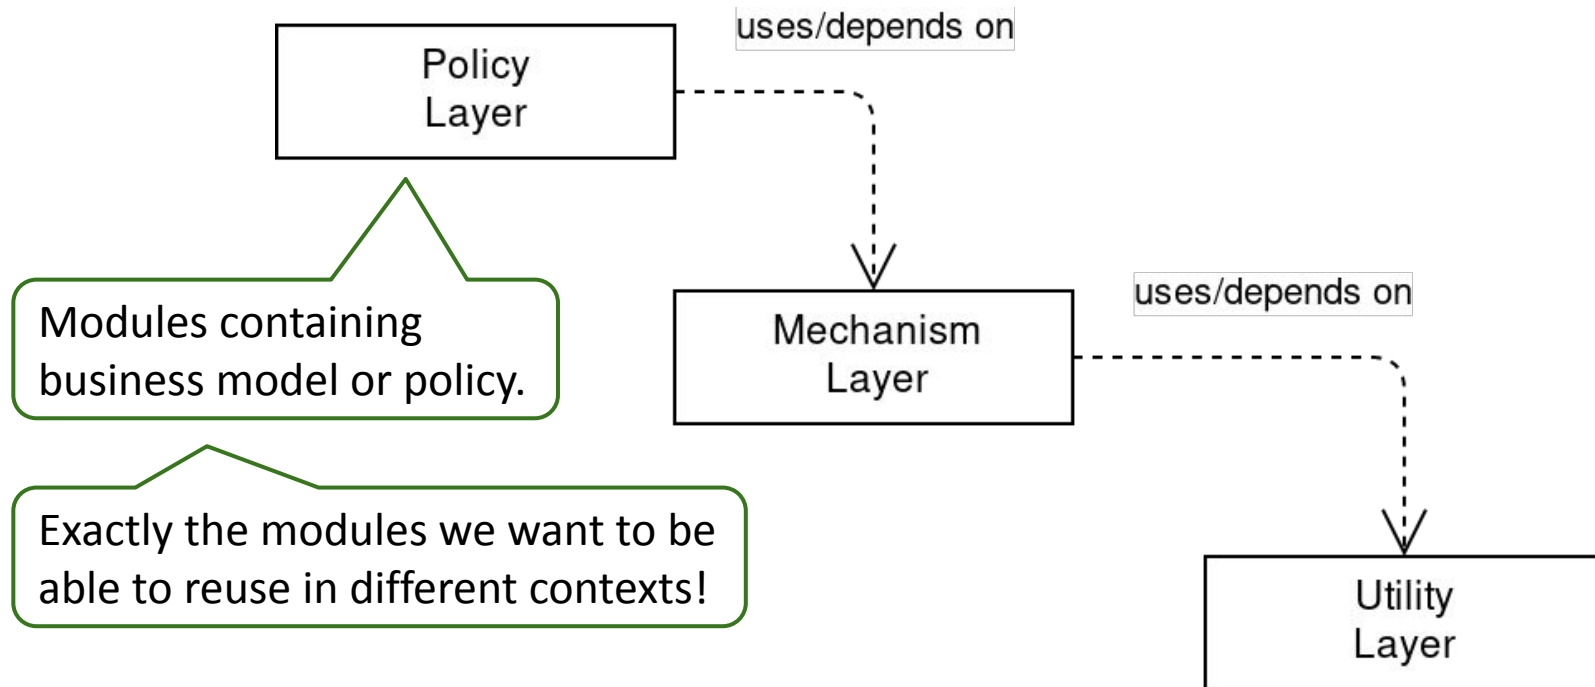 uses/depends on
Policy
Layer
uses/depends on
Modules containing
business model or policy.
Mechanism
Layer
Exactly the modules we want to be
able to reuse in different contexts!
Utility
Layer